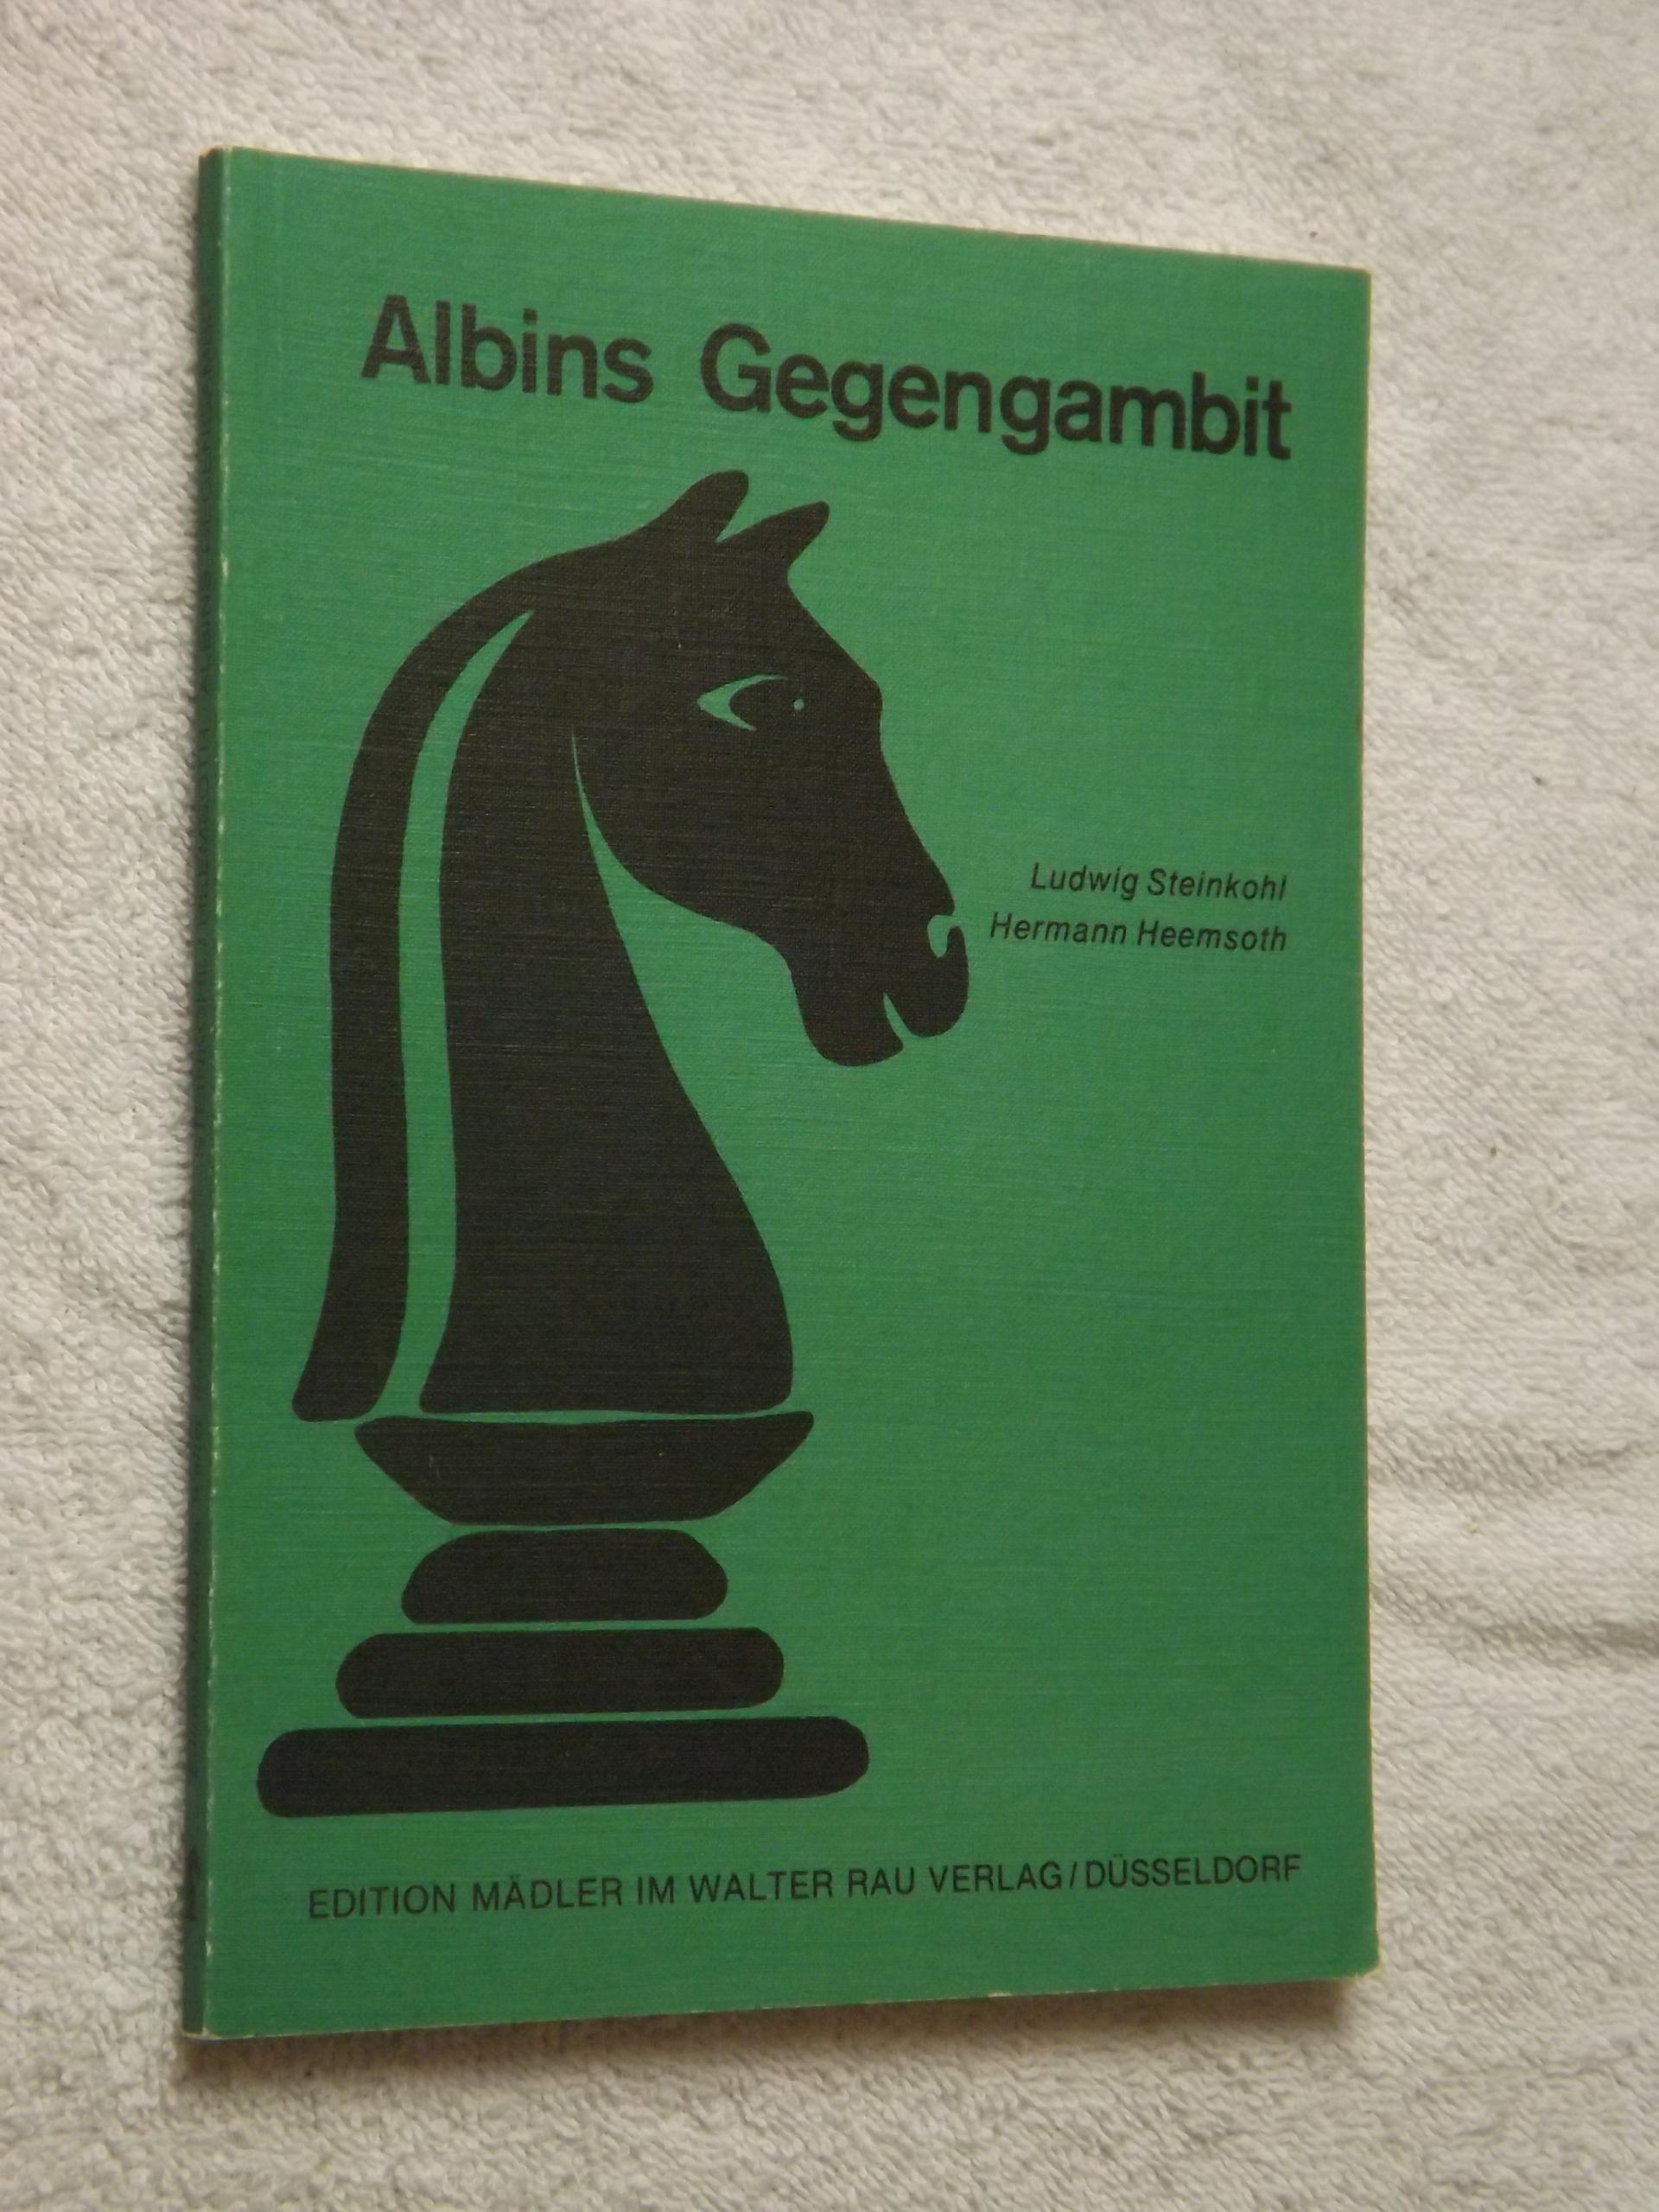 Albins Gegengambit
Ludwig Steinkohl
Hermann Heemsoth
EDITION MÄDLER IM WALTER RAU VERLAG/DÜSSELDORF